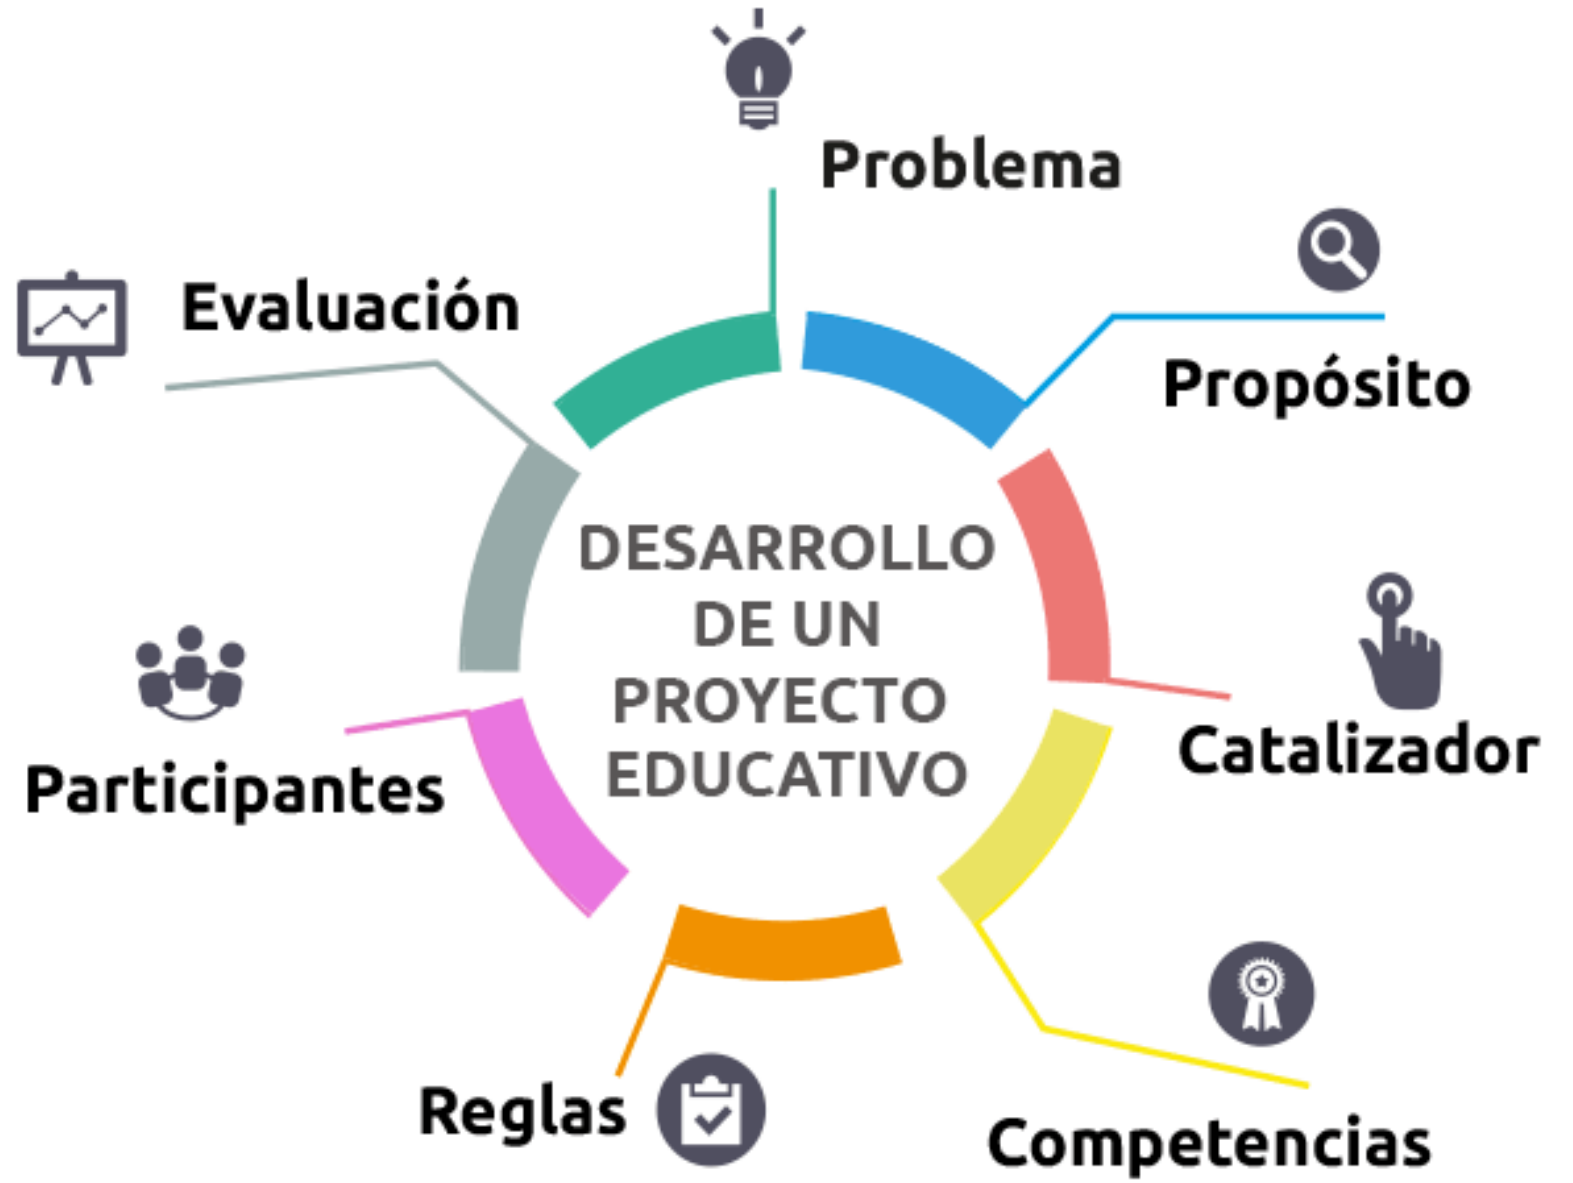 Problema
Propósito
Evaluación
DESARROLLO
DE UN
PROYECTO
EDUCATIVO
Catalizador
Participantes
Reglas
Competencias